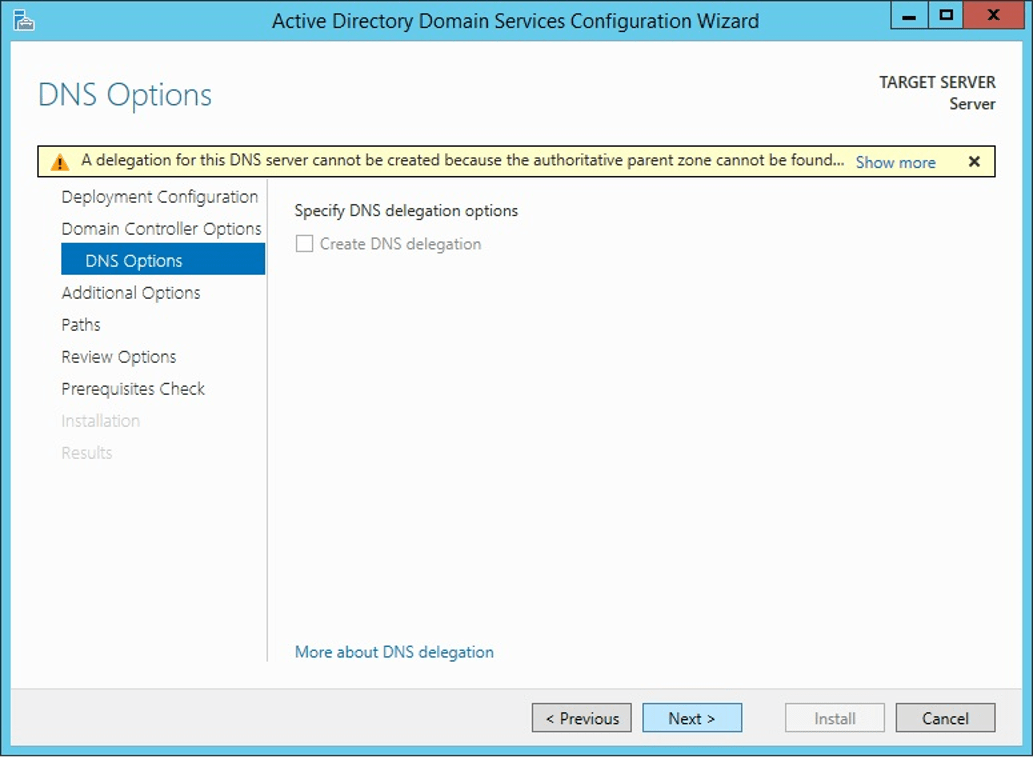 Active Directory Domain Services Configuration Wizard
DNS Options
TARGET SERVER
Server
A delegation for this DNS server cannot be created because the authoritative parent zone cannot be found... Show more
Deployment Configuration
Domain Controller Options
DNS Options
Additional Options
Paths
Review Options
Prerequisites Check
Installation
Results
Specify DNS delegation options
Create DNS delegation
More about DNS delegation
< Previous
Next >
Install
Cancel